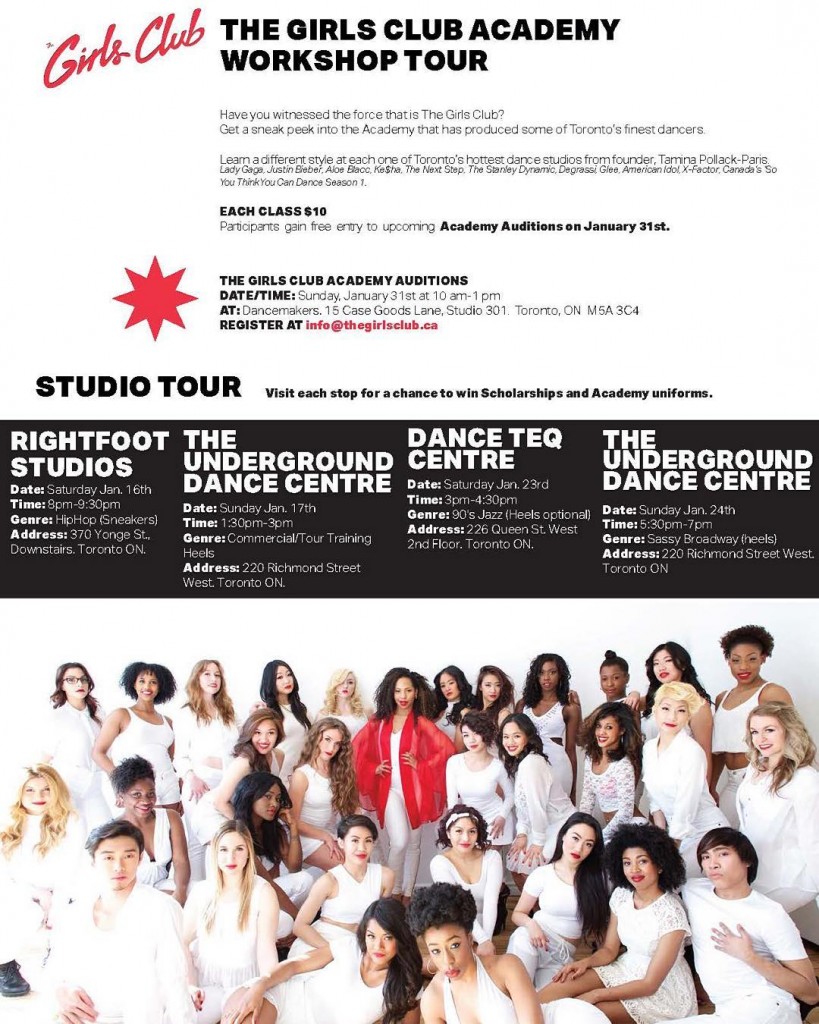 The Girls Club
THE GIRLS CLUB ACADEMY
WORKSHOP TOUR
Have you witnessed the force that is The Girls Club?
Get a sneak peek into the Academy that has produced some of Toronto's finest dancers.
Learn a different style at each one of Toronto's hottest dance studios from founder, Tamina Pollack-Paris.
Lady Gaga, Justin Bieber, Aloe Blacc, Ke$ha, The Next Step, The Stanley Dynamic, Degrassi, Glee, American Idol, X-Factor, Canada's "So
You Think You Can Dance Season 1.
EACH CLASS $10
Participants gain free entry to upcoming Academy Auditions on January 31st.
THE GIRLS CLUB ACADEMY AUDITIONS
DATE/TIME: Sunday, January 31st at 10 am-1 pm
AT: Dancemakers. 15 Case Goods Lane, Studio 301. Toronto, ON M5A 3C4
REGISTER AT info@thegirlsclub.ca
STUDIO TOUR Visit each stop for a chance to win Scholarships and Academy uniforms.
RIGHTFOOT
STUDIOS
Date: Saturday Jan. 16th
Time: 8pm-9:30pm
Genre: HipHop (Sneakers)
Address: 370 Yonge St.,
Downstairs. Toronto ON.
THE
UNDERGROUND
DANCE CENTRE
Date: Sunday Jan. 17th
Time: 1:30pm-3pm
Genre: Commercial/Tour Training
Heels
Address: 220 Richmond Street
West. Toronto ON.
DANCE TEQ
CENTRE
Date: Saturday Jan. 23rd
Time: 3pm-4:30pm
Genre: 90's Jazz (Heels optional)
Address: 226 Queen St. West
2nd Floor. Toronto ON.
THE
UNDERGROUND
DANCE CENTRE
Date: Sunday Jan. 24th
Time: 5:30pm-7pm
Genre: Sassy Broadway (heels)
Address: 220 Richmond Street West.
Toronto ON